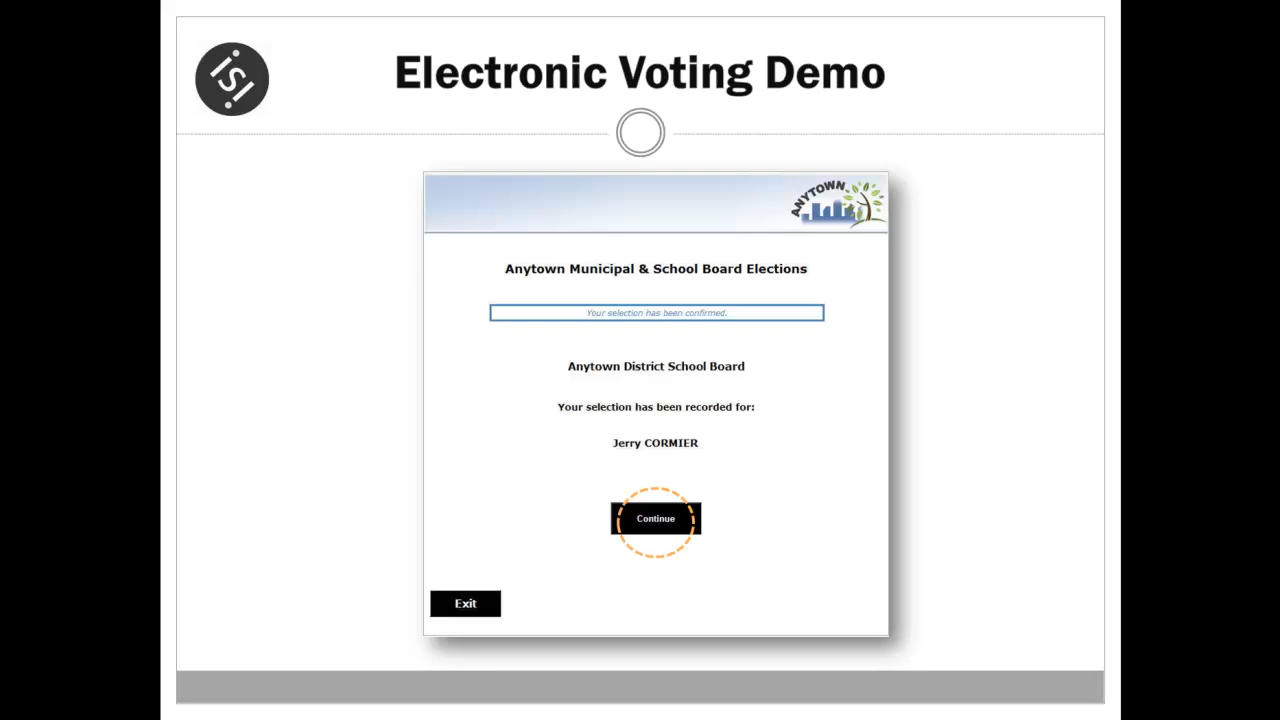 isi
Electronic Voting Demo
ANYTOWN
Anytown Municipal & School Board Elections
Your selection has been confirmed.
Anytown District School Board
Your selection has been recorded for:
Jerry CORMIER
Continue
Exit